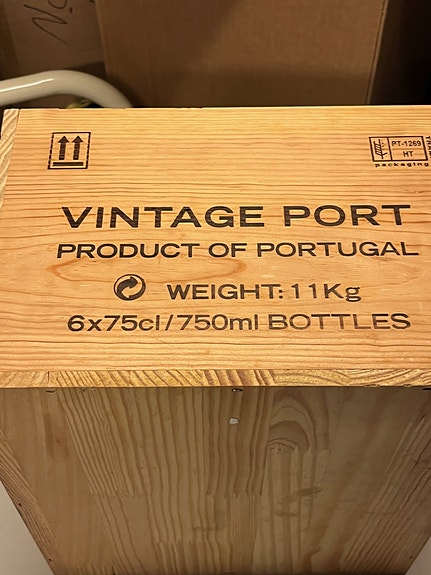 PT-1269
HT
packaging
VINTAGE PORT
PRODUCT OF PORTUGAL
WEIGHT: 11Kg
6x75cl/750ml BOTTLES